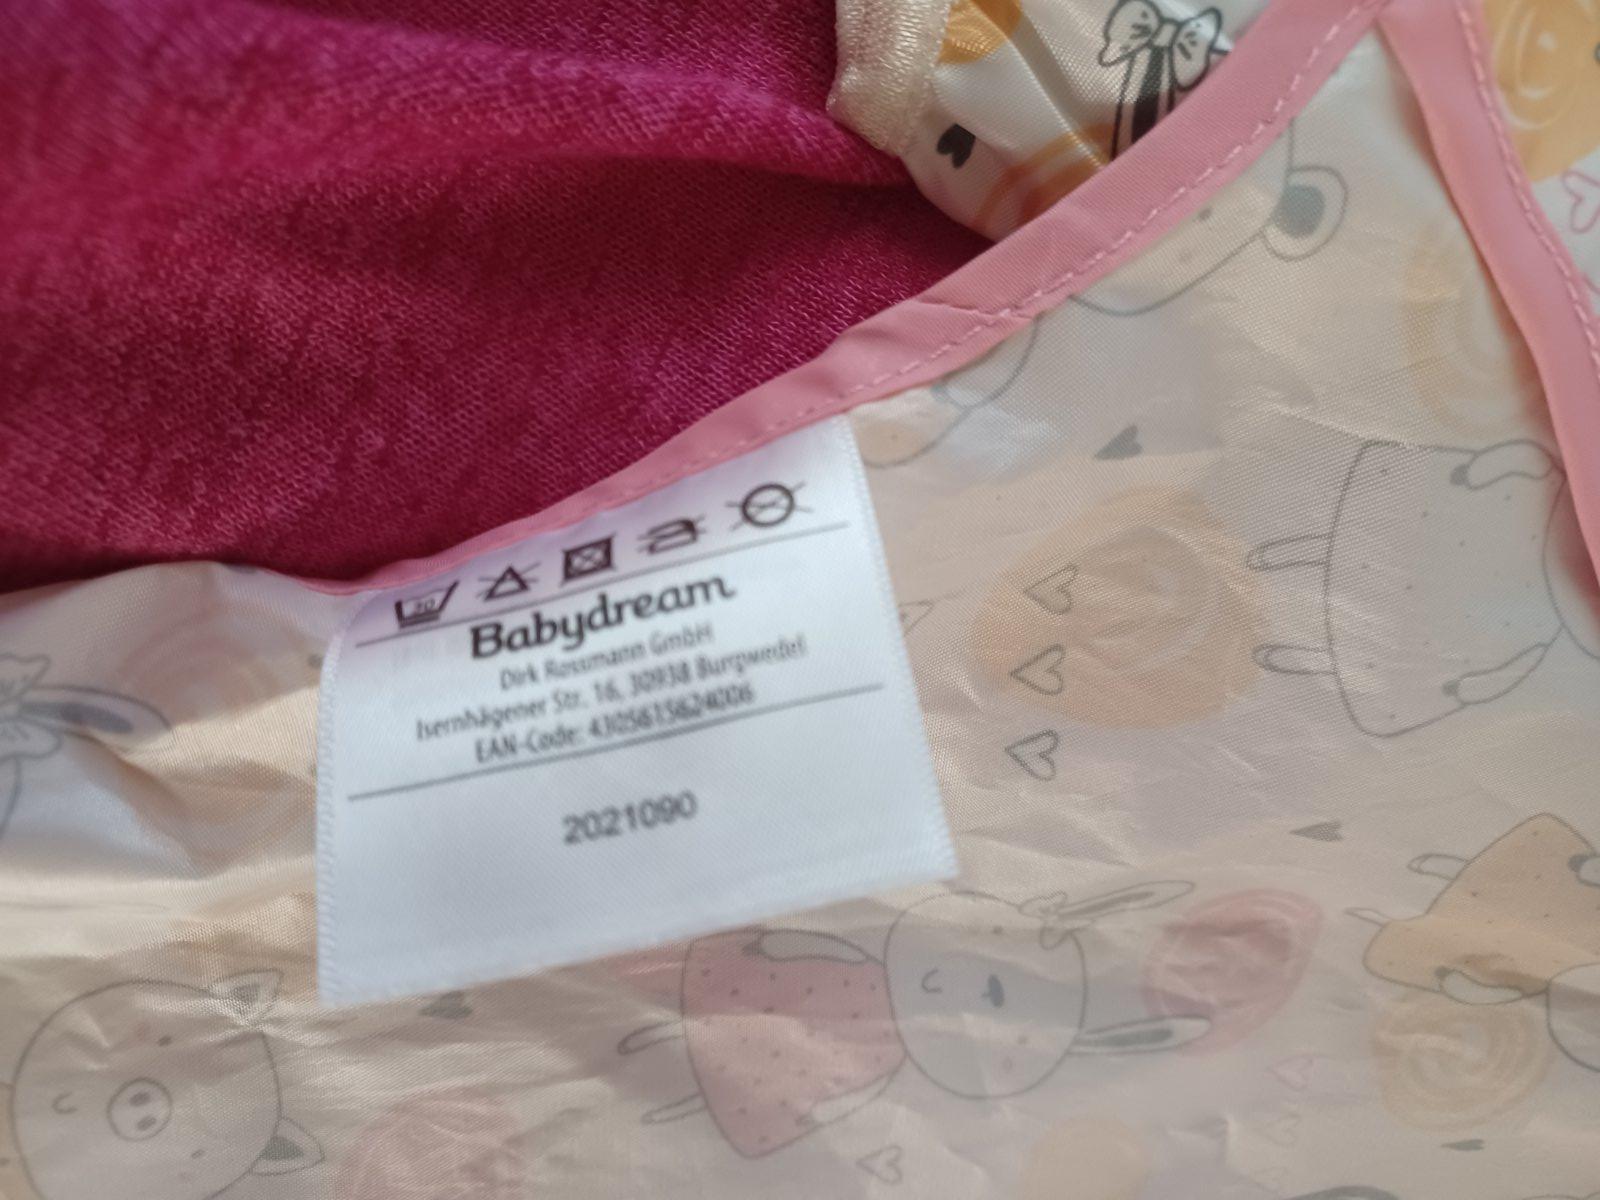 Babydream
Dirk Rossmann GmbH
Isernhägener Str. 16, 30938 Burgwedel
EAN-Code: 4305615624006
2021090